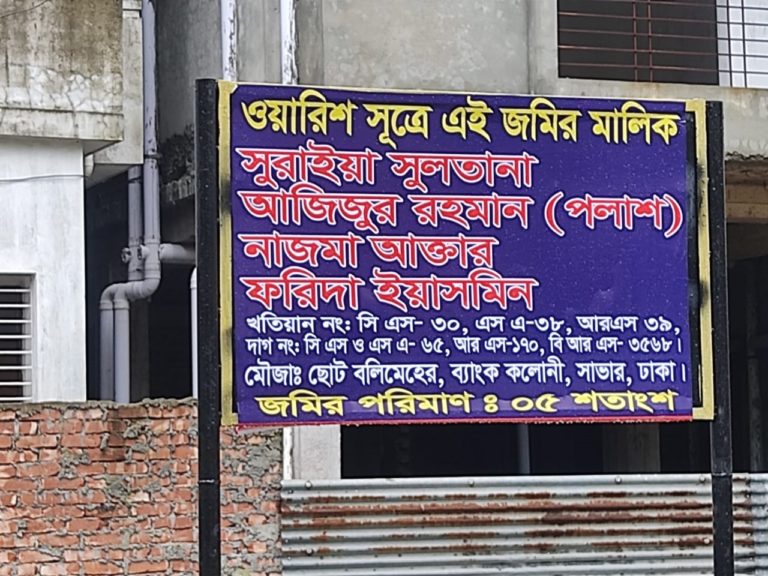 ওয়ারিশ সূত্রে এই জমির মালিক
সুরাইয়া সুলতানা
আজিজুর রহমান (পলাশ)
নাজমা আক্তার
ফরিদা ইয়াসমিন
খতিয়ান নং: সি এস- ৩০, এস এ-৩৮, আরএস ৩৯,
দাগ নং: সি এস ও এস এ- ৬৫, আর এস-১৭০, বি আর এস- ৩৫৬৮।
মৌজাঃ ছোট বলিমেহের, ব্যাংক কলোনী, সাভার, ঢাকা।
জমির পরিমাণ ঃ ০৫ শতাংশ